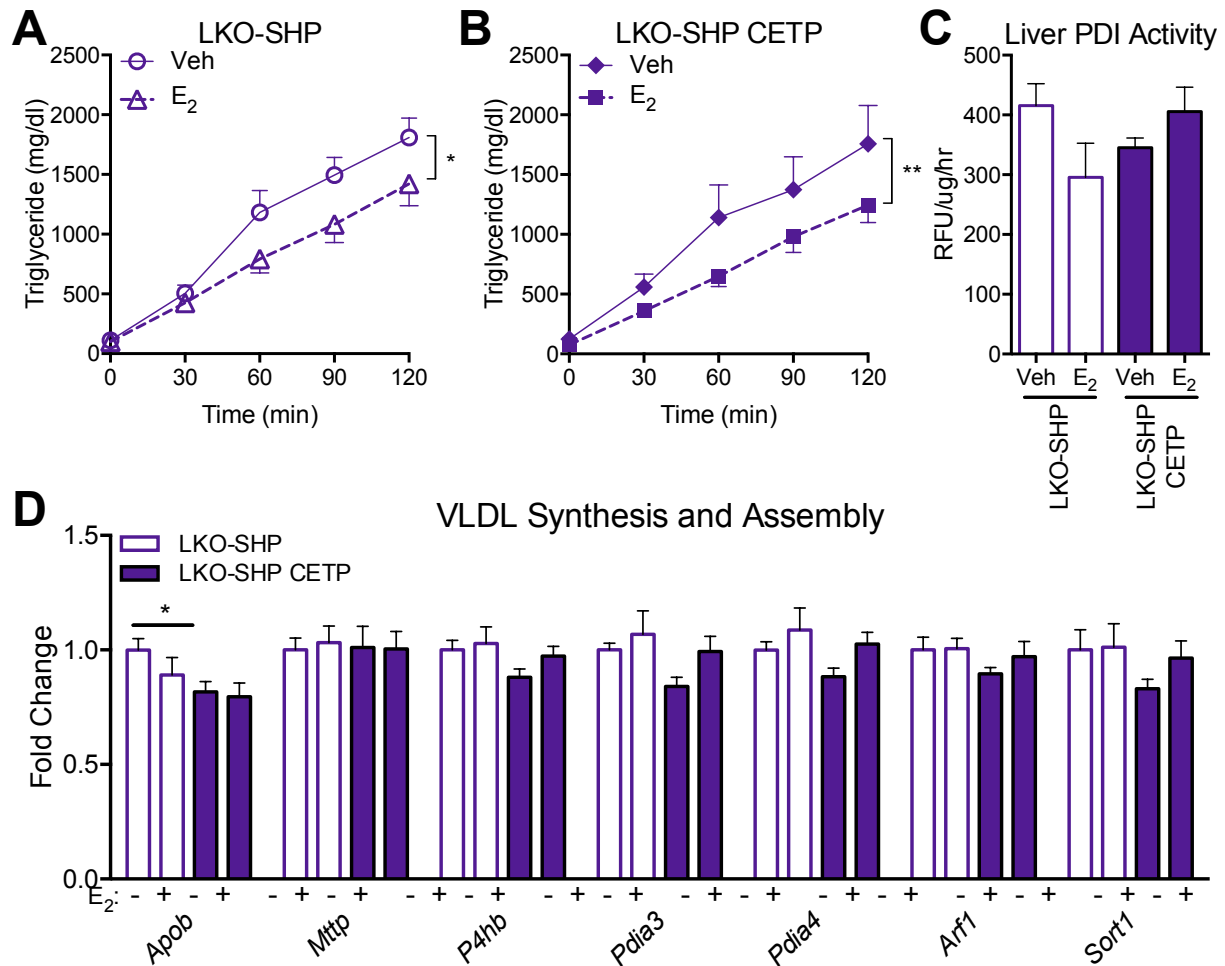 A
LKO-SHP
Veh
E2
Triglyceride (mg/dl)
2500
2000
1500
1000
500
0
*
0 30 60 90 120
Time (min)
B
LKO-SHP CETP
Veh
E2
Triglyceride (mg/dl)
2500
2000
1500
1000
500
0
**
0 30 60 90 120
Time (min)
C
Liver PDI Activity
RFU/ug/hr
500
400
300
200
100
0
Veh E2 Veh E2
LKO-SHP
LKO-SHP
CETP
D
VLDL Synthesis and Assembly
LKO-SHP
LKO-SHP CETP
Fold Change
1.5
1.0
0.5
0.0
*
E2: - + - + - + - + - + - + - + - + - + - + - + - + - + - +
Apob Mttp P4hb Pdia3 Pdia4 Arf1 Sort1